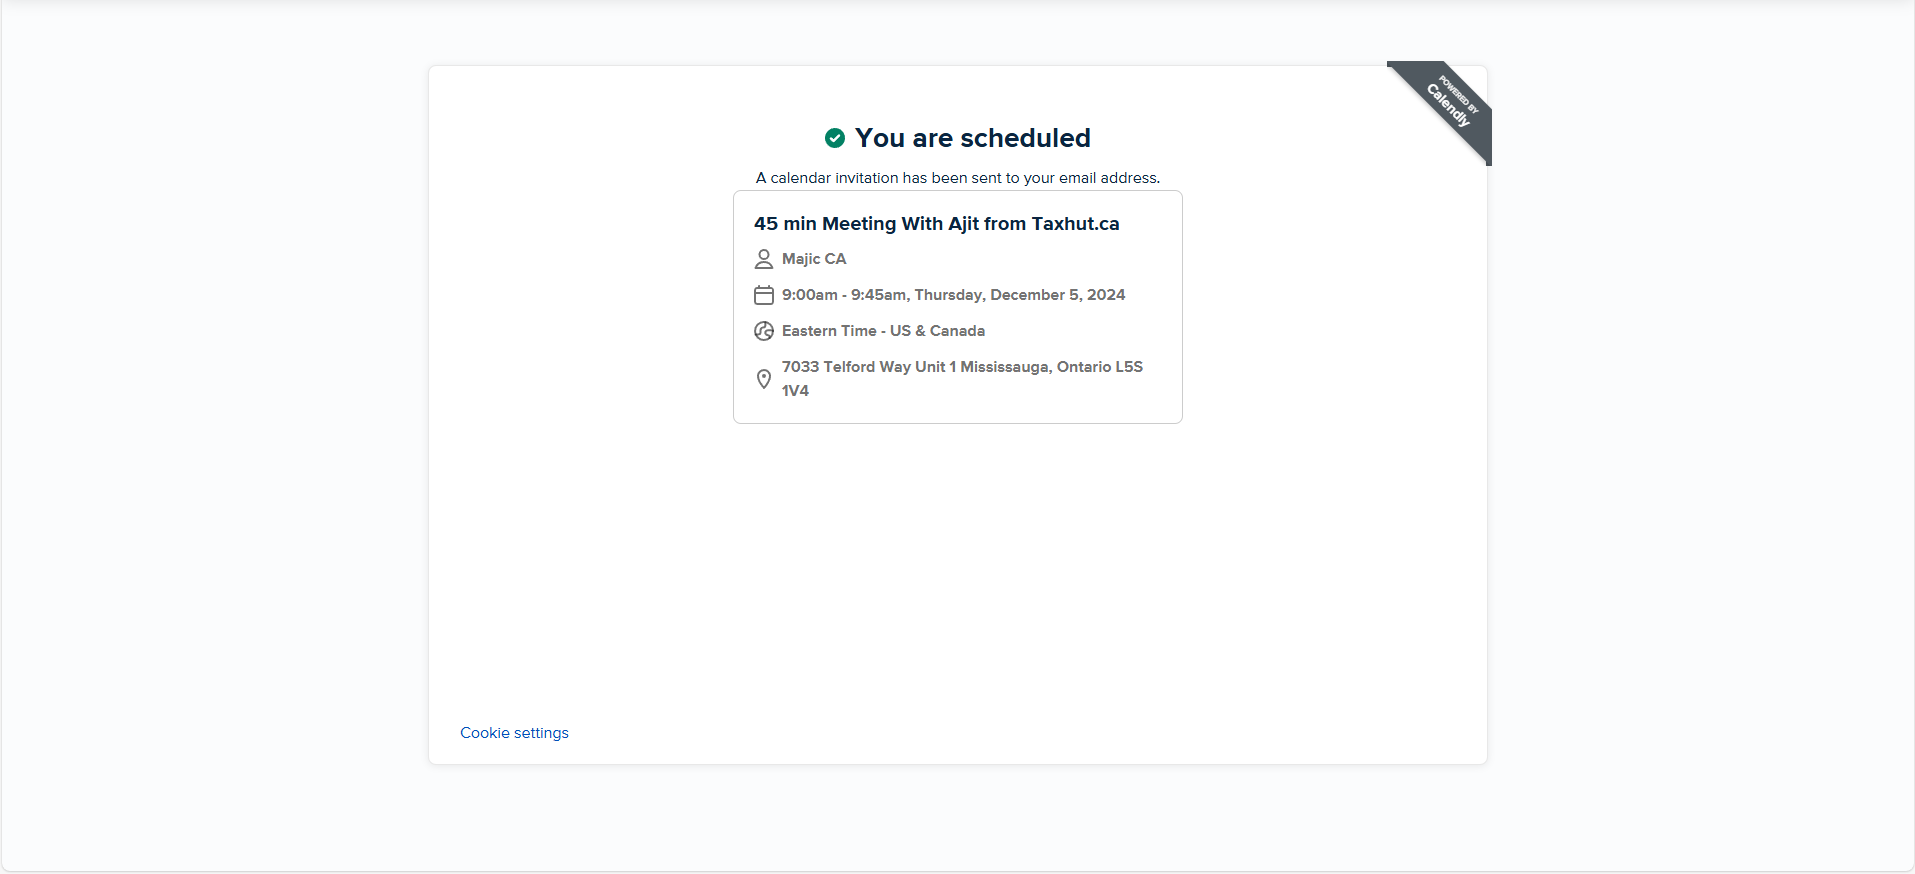 POWERED BY
Calendly
You are scheduled
A calendar invitation has been sent to your email address.
45 min Meeting With Ajit from Taxhut.ca
Majic CA
9:00am - 9:45am, Thursday, December 5, 2024
Eastern Time - US & Canada
7033 Telford Way Unit 1 Mississauga, Ontario L5S
1V4
Cookie settings